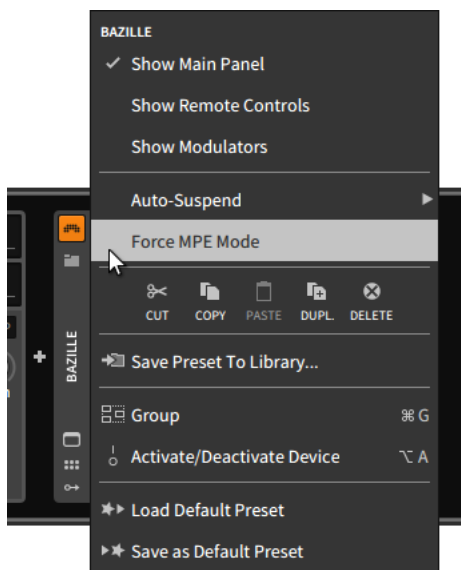 BAZILLE
Show Main Panel
Show Remote Controls
Show Modulators
Auto-Suspend
Force MPE Mode
CUT COPY PASTE DUPL. DELETE
BAZILLE
Save Preset To Library...
Group ⌘ G
Activate/Deactivate Device ⌥ A
Load Default Preset
Save as Default Preset